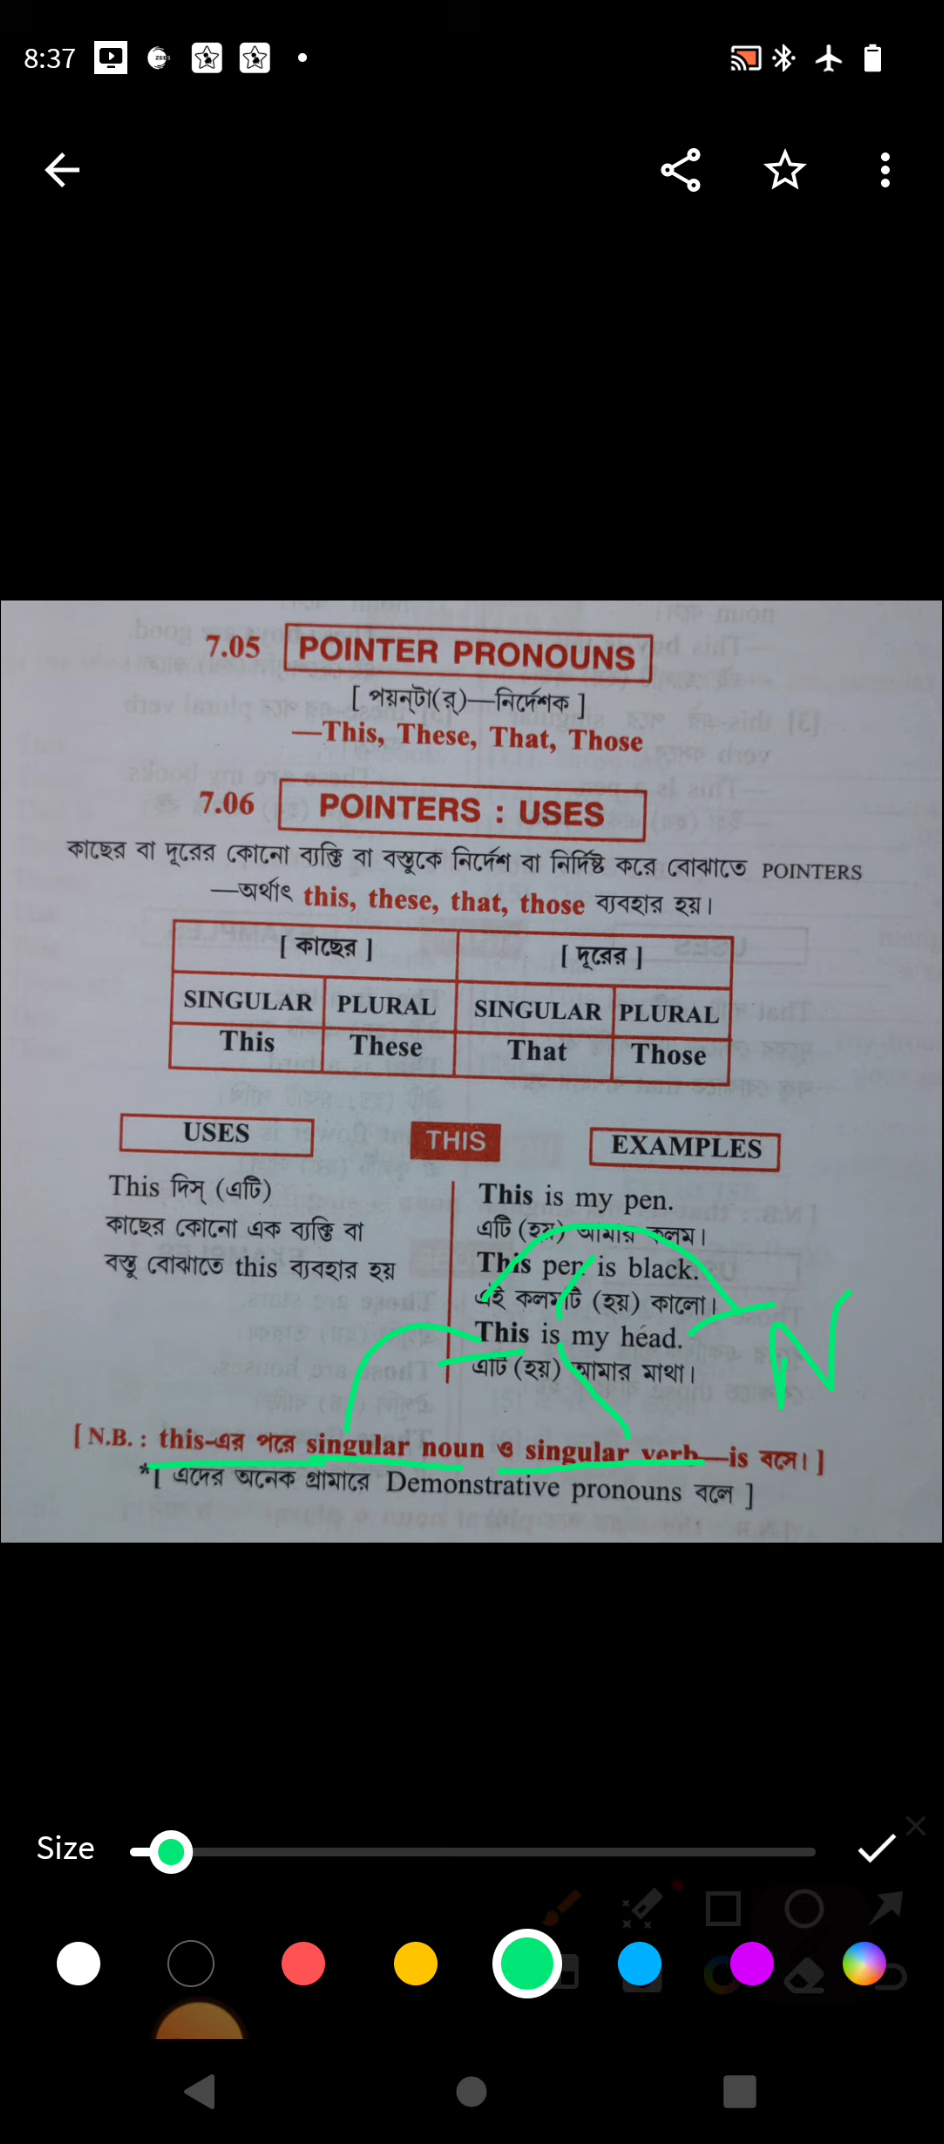 8:37
7.05 POINTER PRONOUNS
[ পয়ন্‌টা(র্)—নির্দেশক ]
—This, These, That, Those
7.06 POINTERS : USES
কাছের বা দূরের কোনো ব্যক্তি বা বস্তুকে নির্দেশ বা নির্দিষ্ট করে বোঝাতে POINTERS
—অর্থাৎ this, these, that, those ব্যবহার হয়।
[ কাছের ] [ দূরের ]
SINGULAR PLURAL SINGULAR PLURAL
This These That Those
USES THIS EXAMPLES
This দিস্ (এটি)
কাছের কোনো এক ব্যক্তি বা
বস্তু বোঝাতে this ব্যবহার হয়
This is my pen.
এটি (হয়) আমার কলম।
This pen is black.
এই কলমটি (হয়) কালো।
This is my head.
এটি (হয়) আমার মাথা।
N
[ N.B. : this-এর পরে singular noun ও singular verb—is বসে। ]
*[ এদের অনেক গ্রামারে Demonstrative pronouns বলে ]
Size